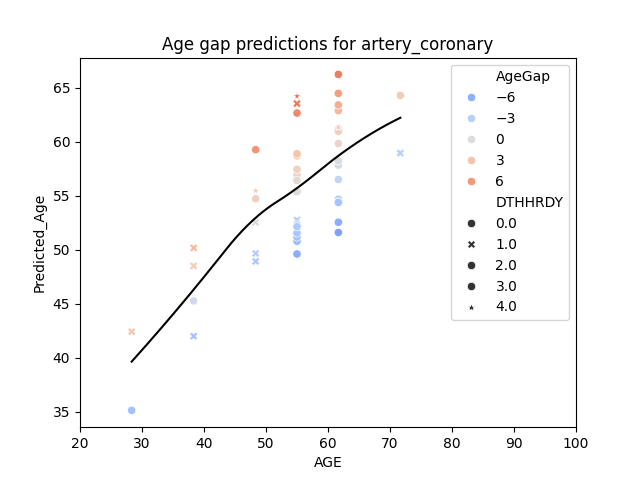 Age gap predictions for artery_coronary
Predicted_Age
65
60
55
50
45
40
35
20 30 40 50 60 70 80 90 100
AGE
AgeGap
−6
−3
0
3
6
DTHHRDY
0.0
1.0
2.0
3.0
4.0